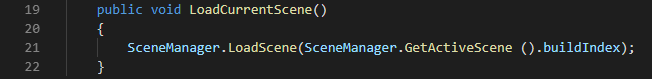 19 public void LoadCurrentScene()
20 {
21 SceneManager.LoadScene(SceneManager.GetActiveScene ().buildIndex);
22 }